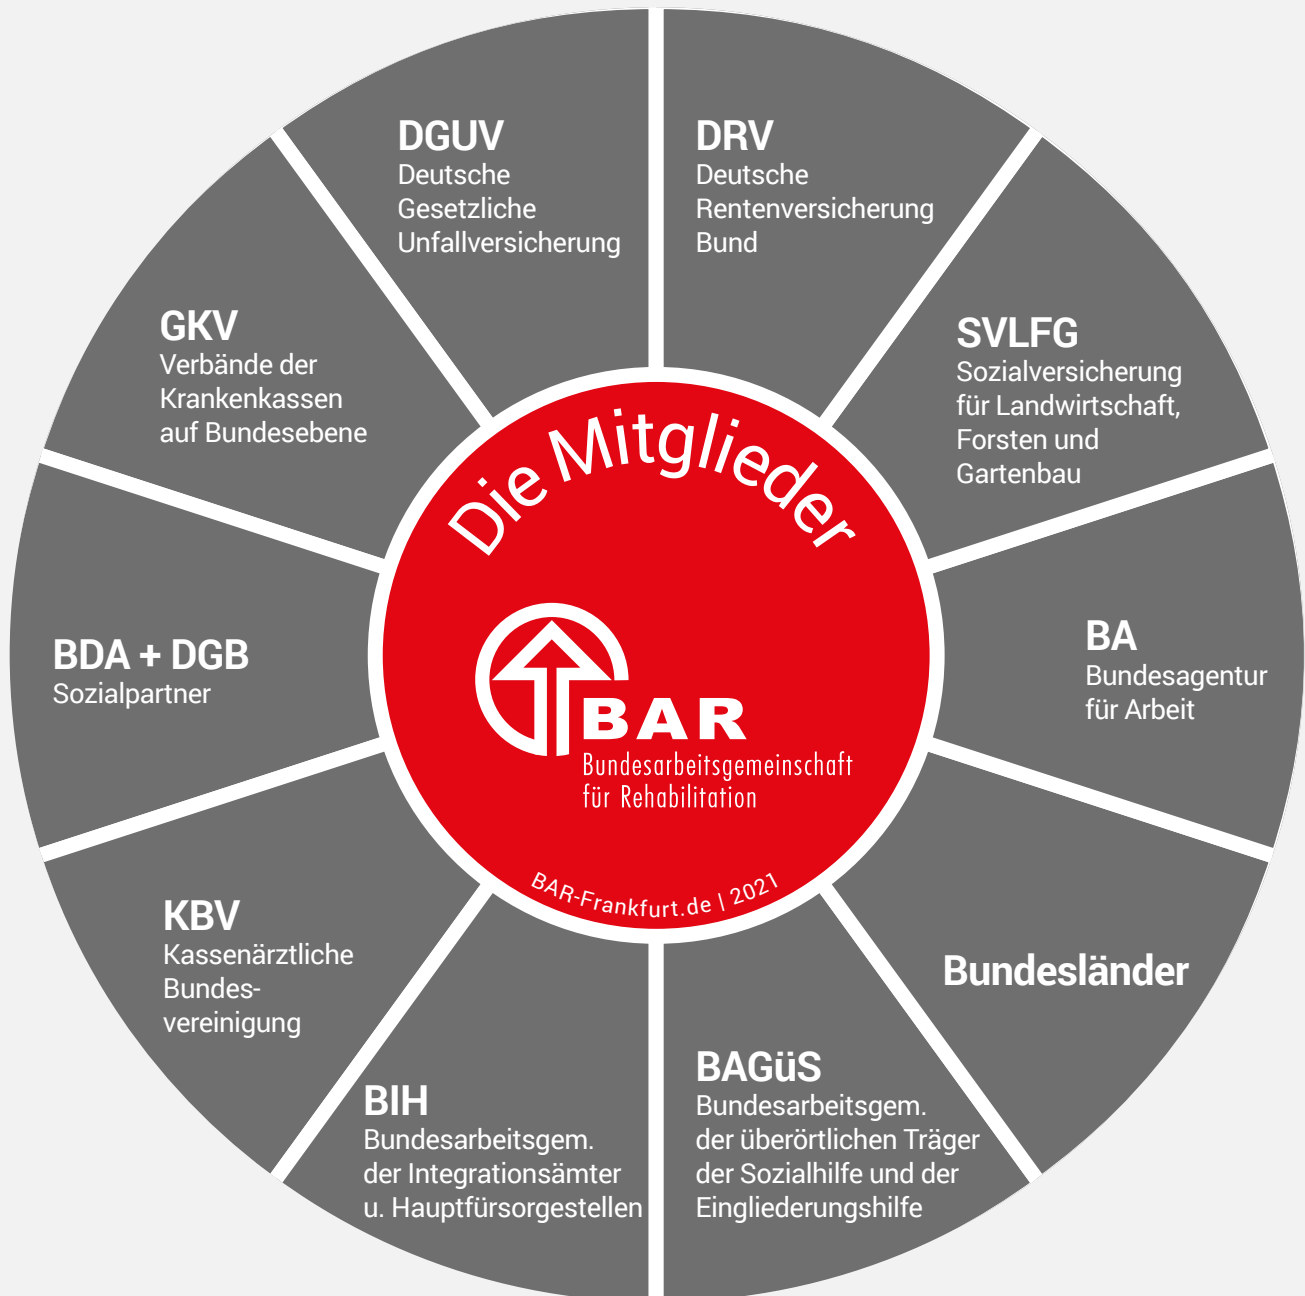 DGUV
Deutsche
Gesetzliche
Unfallversicherung
DRV
Deutsche
Rentenversicherung
Bund
SVLFG
Sozialversicherung
für Landwirtschaft,
Forsten und
Gartenbau
BA
Bundesagentur
für Arbeit
Bundesländer
BAGüS
Bundesarbeitsgem.
der überörtlichen Träger
der Sozialhilfe und der
Eingliederungshilfe
BIH
Bundesarbeitsgem.
der Integrationsämter
u. Hauptfürsorgestellen
KBV
Kassenärztliche
Bundes-
vereinigung
BDA + DGB
Sozialpartner
GKV
Verbände der
Krankenkassen
auf Bundesebene
Die Mitglieder
BAR
Bundesarbeitsgemeinschaft
für Rehabilitation
BAR-Frankfurt.de | 2021